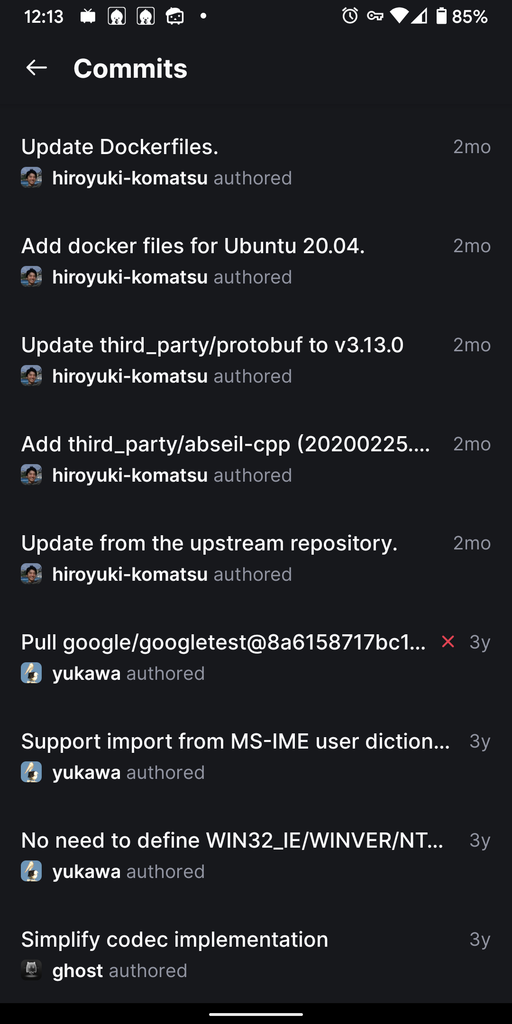 12:13
85%
Commits
Update Dockerfiles.
2mo
hiroyuki-komatsu authored
Add docker files for Ubuntu 20.04.
2mo
hiroyuki-komatsu authored
Update third_party/protobuf to v3.13.0
2mo
hiroyuki-komatsu authored
Add third_party/abseil-cpp (20200225....
2mo
hiroyuki-komatsu authored
Update from the upstream repository.
2mo
hiroyuki-komatsu authored
Pull google/googletest@8a6158717bc1...
3y
yukawa authored
Support import from MS-IME user diction...
3y
yukawa authored
No need to define WIN32_IE/WINVER/NT...
3y
yukawa authored
Simplify codec implementation
3y
ghost authored